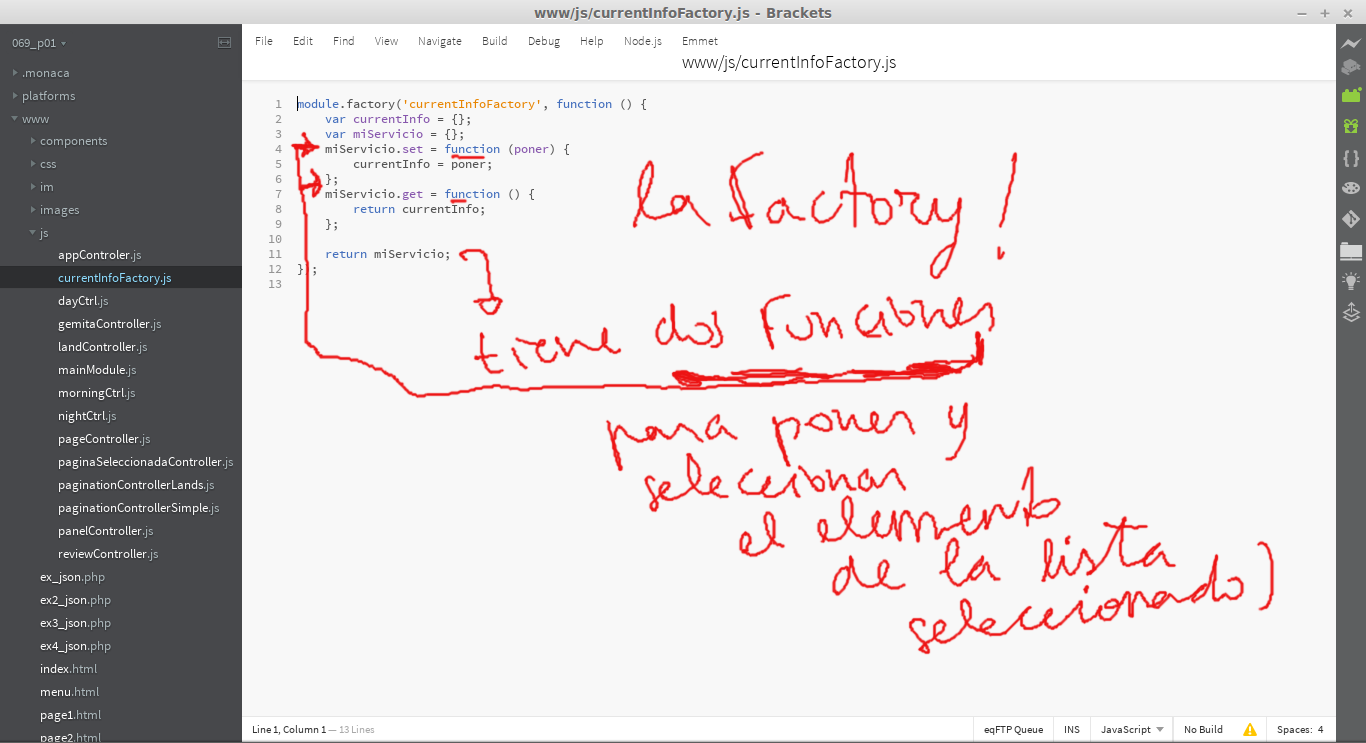 www/js/currentInfoFactory.js - Brackets
069_p01
File Edit Find View Navigate Build Debug Help Node.js Emmet
www/js/currentInfoFactory.js
.monaca
platforms
www
components
css
im
images
js
appControler.js
currentInfoFactory.js
dayCtrl.js
gemitaController.js
landController.js
mainModule.js
morningCtrl.js
nightCtrl.js
pageController.js
paginaSeleccionadaController.js
paginationControllerLands.js
paginationControllerSimple.js
panelController.js
reviewController.js
ex_json.php
ex2_json.php
ex3_json.php
ex4_json.php
index.html
menu.html
page1.html
page2.html
1 module.factory('currentInfoFactory', function () {
2 var currentInfo = {};
3 var miServicio = {};
4 miServicio.set = function (poner) {
5 currentInfo = poner;
6 };
7 miServicio.get = function () {
8 return currentInfo;
9 };
10
11 return miServicio;
12 });
13
la factory!
tiene dos funciones
para poner y
seleccionar
el elemento
de la lista
seleccionado)
Line 1, Column 1 — 13 Lines
eqFTP Queue INS JavaScript No Build Spaces: 4